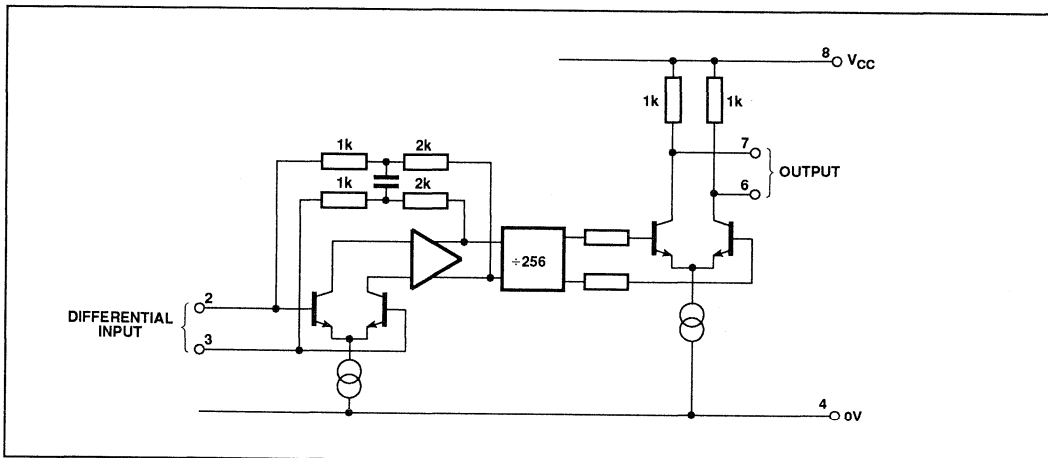 8
VCC
1k
1k
7
OUTPUT
6
1k
2k
1k
2k
÷256
2
DIFFERENTIAL
INPUT
3
4
0V